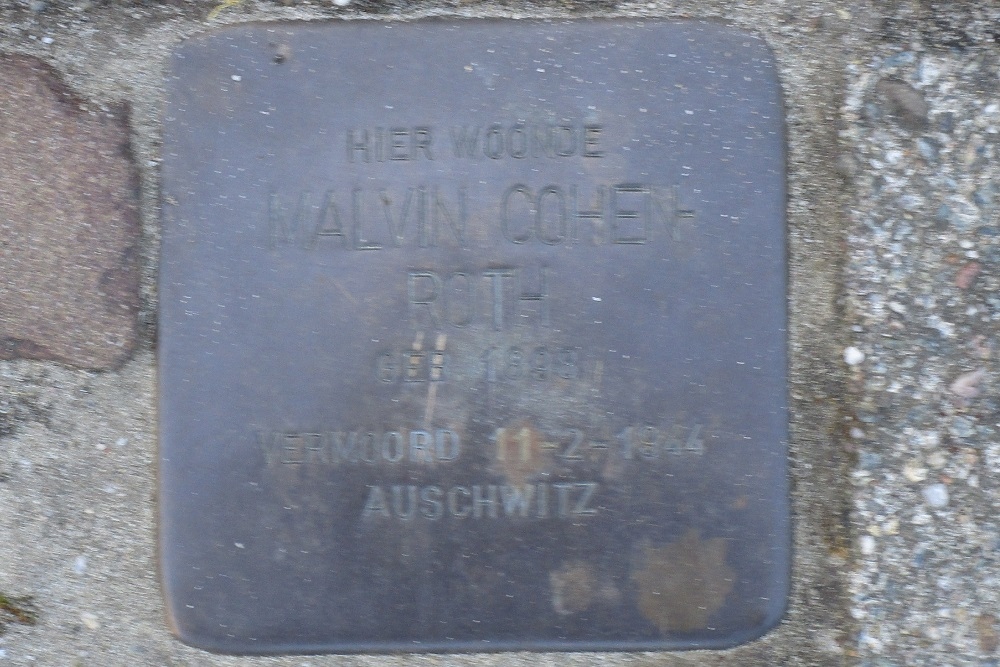 HIER WOONDE
MALVIN COHEN-
ROTH
GEB.
VERMOORD 11-2-1944
AUSCHWITZ